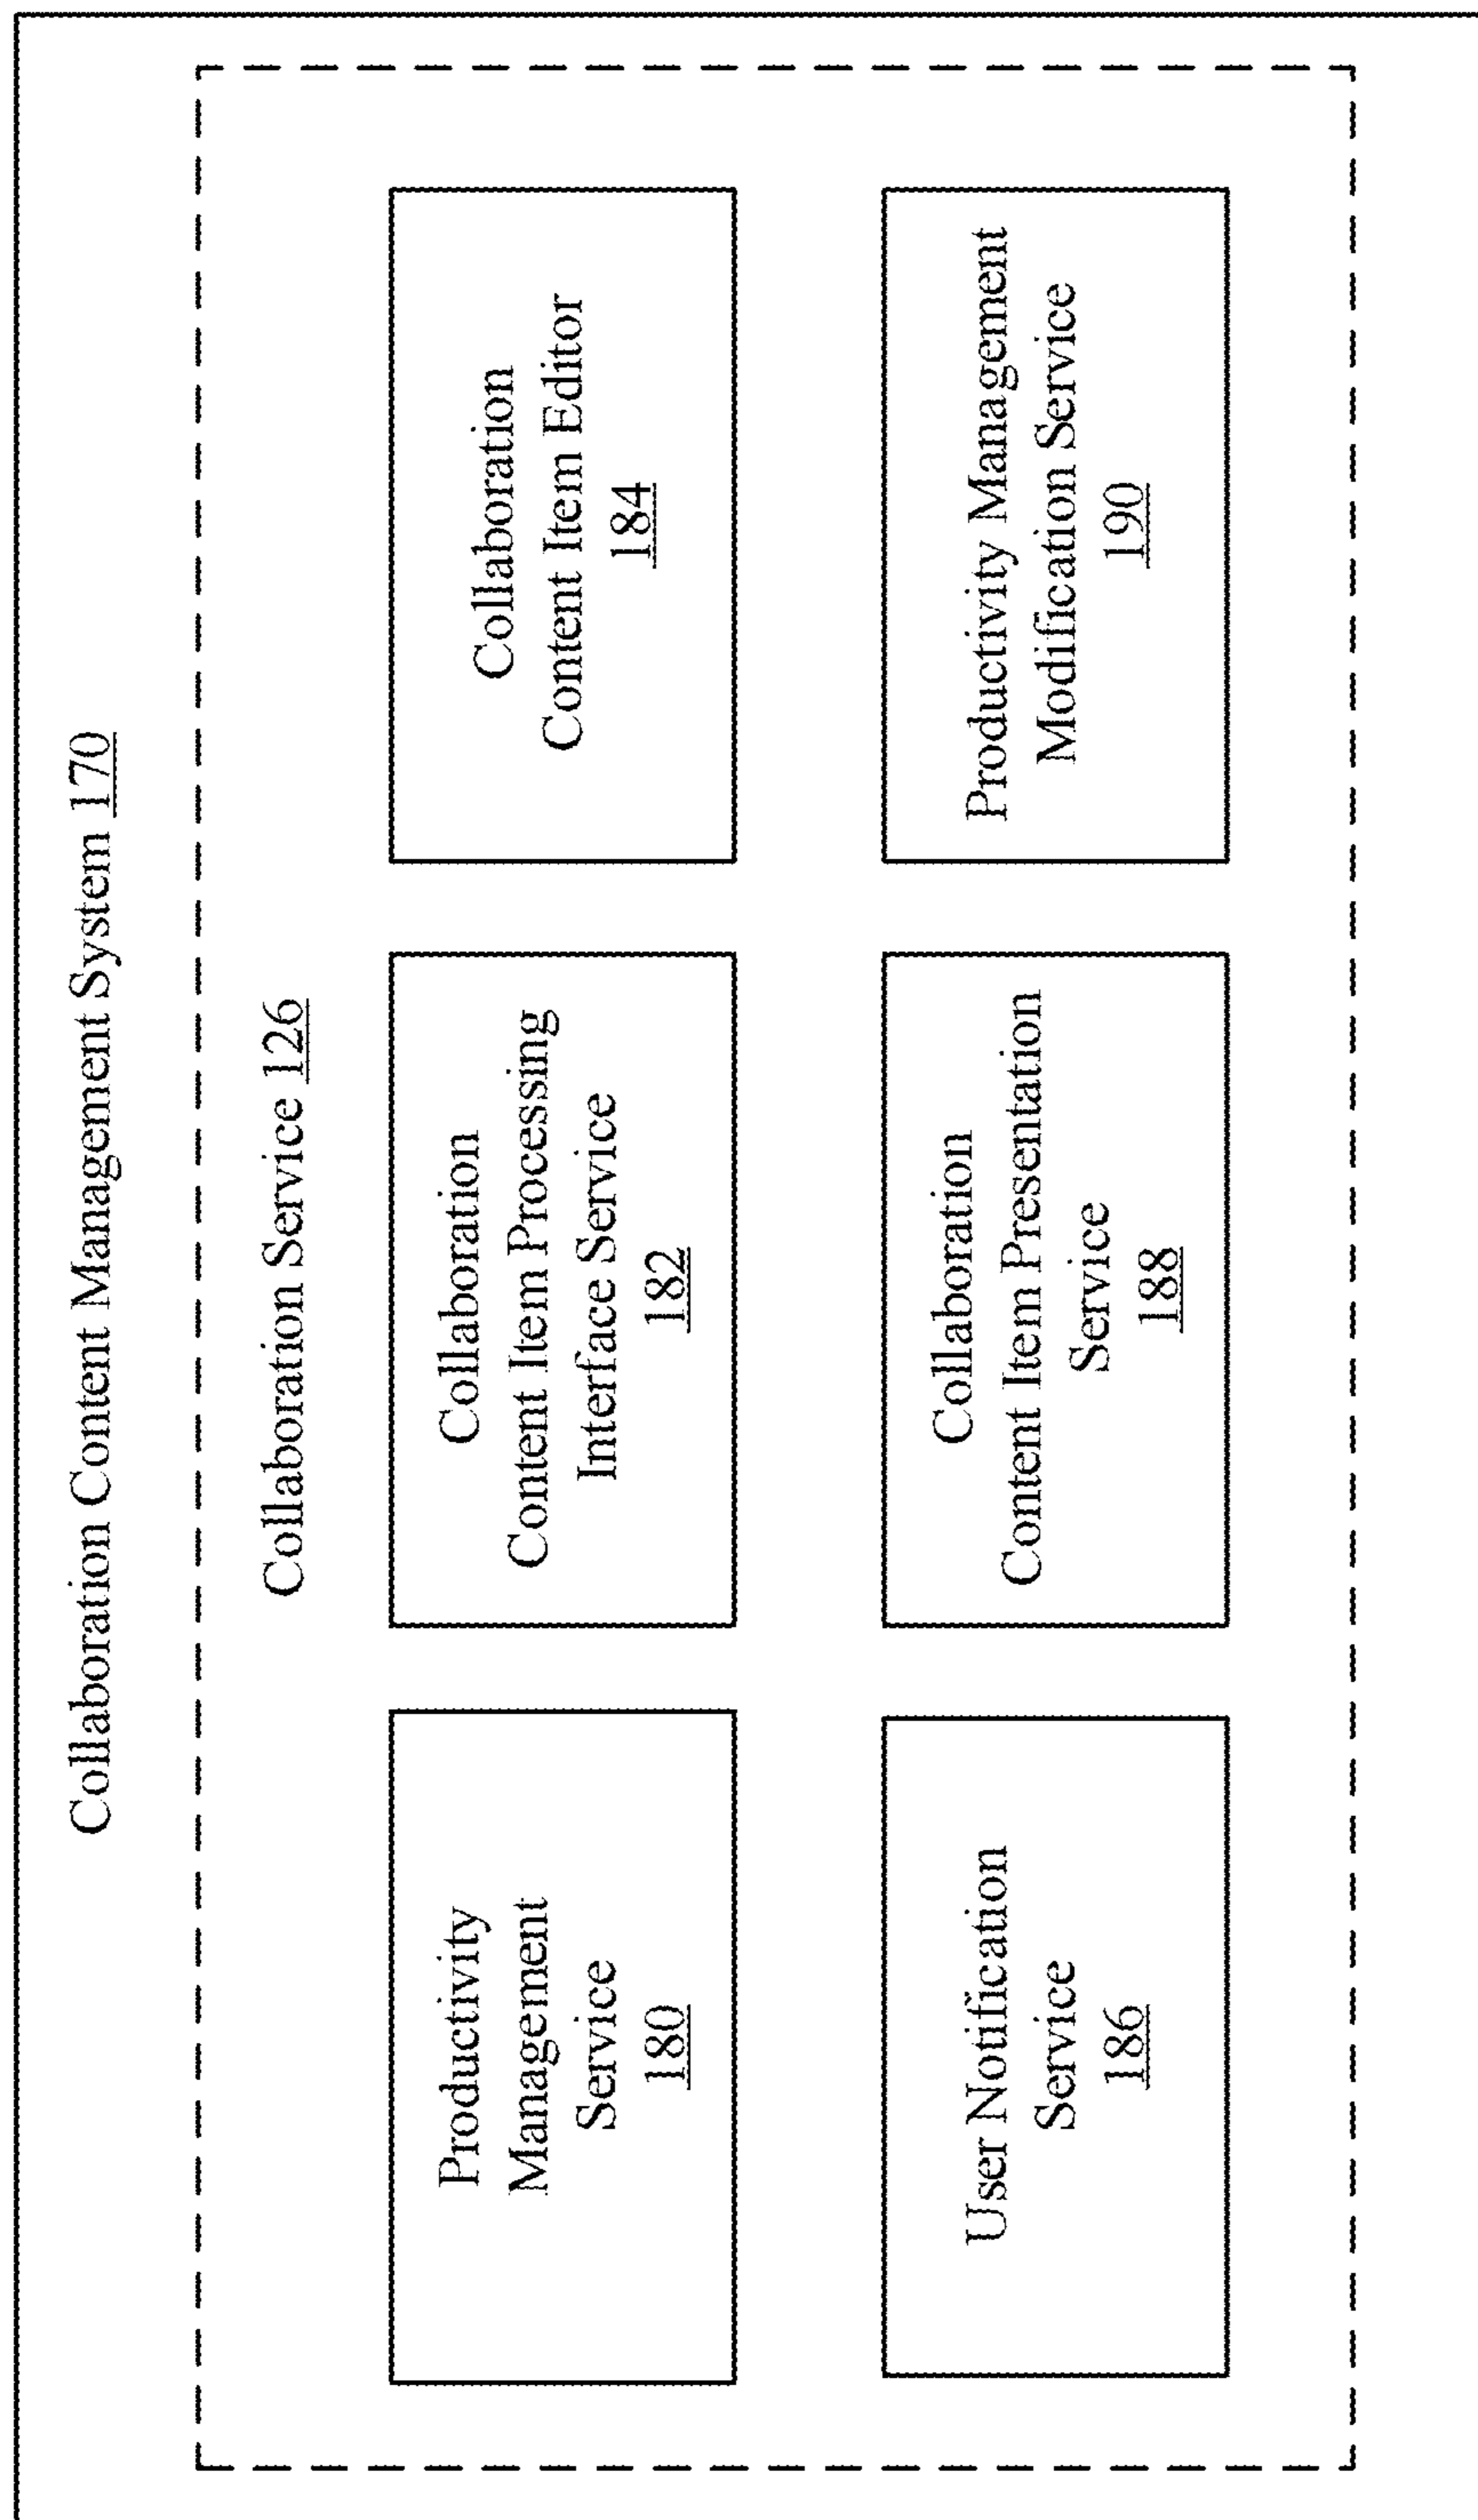 Collaboration Content Management System 170
Collaboration Service 126
Productivity
Management
Service
180
Collaboration
Content Item Processing
Interface Service
182
Collaboration
Content Item Editor
184
User Notification
Service
186
Collaboration
Content Item Presentation
Service
188
Productivity Management
Modification Service
190